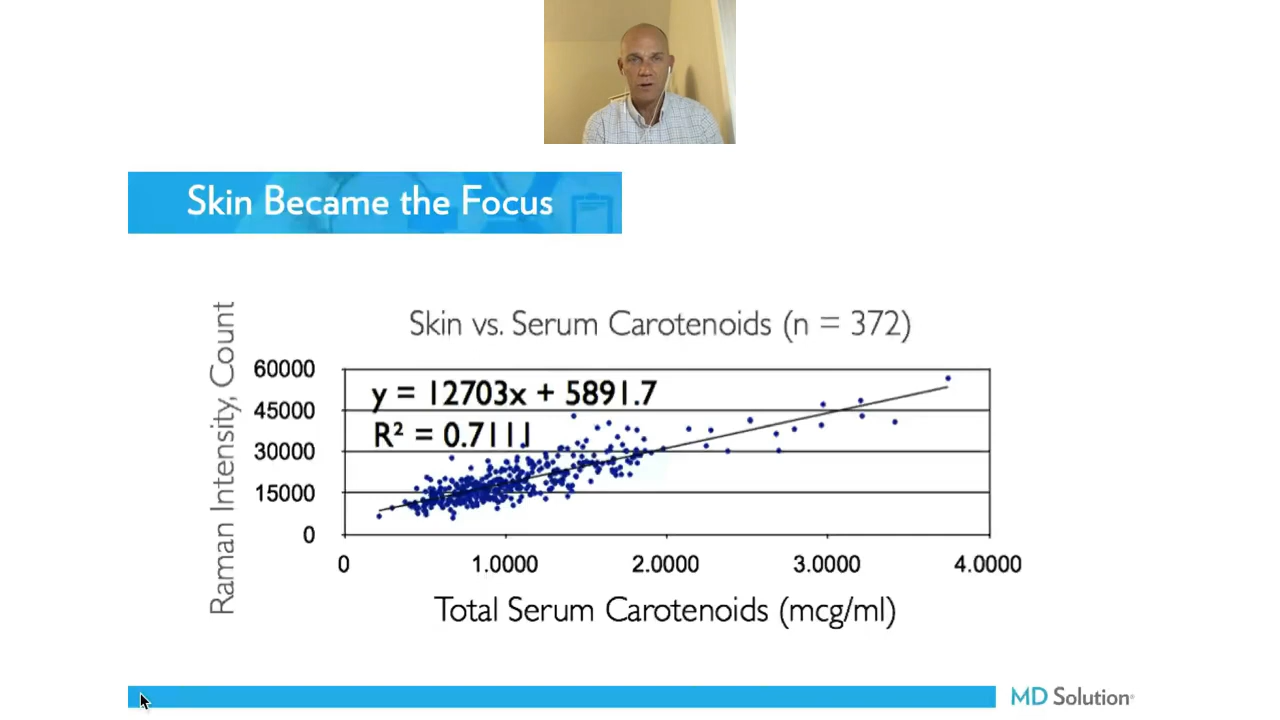 Skin Became the Focus
Skin vs. Serum Carotenoids (n = 372)
Raman Intensity, Count
60000
45000
30000
15000
0
y = 12703x + 5891.7
R² = 0.7111
0
1.0000
2.0000
3.0000
4.0000
Total Serum Carotenoids (mcg/ml)
MD Solution®